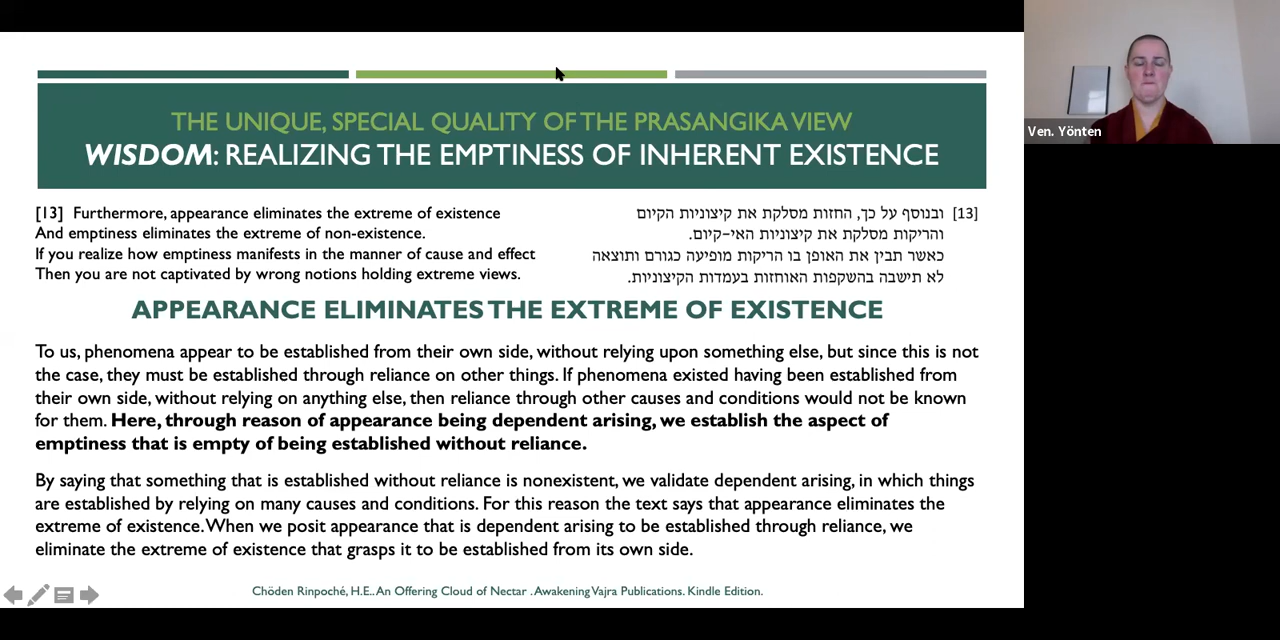 THE UNIQUE, SPECIAL QUALITY OF THE PRASANGIKA VIEW
WISDOM: REALIZING THE EMPTINESS OF INHERENT EXISTENCE
[13] Furthermore, appearance eliminates the extreme of existence
And emptiness eliminates the extreme of non-existence.
If you realize how emptiness manifests in the manner of cause and effect
Then you are not captivated by wrong notions holding extreme views.
[13] ובנוסף על כך, החזות מסלקת את קיצוניות הקיום
והריקות מסלקת את קיצוניות האי-קיום.
כאשר תבין את האופן בו הריקות מופיעה כגורם ותוצאה
לא תישבה בהשקפות האוחזות בעמדות הקיצוניות.
APPEARANCE ELIMINATES THE EXTREME OF EXISTENCE
To us, phenomena appear to be established from their own side, without relying upon something else, but since this is not
the case, they must be established through reliance on other things. If phenomena existed having been established from
their own side, without relying on anything else, then reliance through other causes and conditions would not be known
for them. Here, through reason of appearance being dependent arising, we establish the aspect of
emptiness that is empty of being established without reliance.
By saying that something that is established without reliance is nonexistent, we validate dependent arising, in which things
are established by relying on many causes and conditions. For this reason the text says that appearance eliminates the
extreme of existence. When we posit appearance that is dependent arising to be established through reliance, we
eliminate the extreme of existence that grasps it to be established from its own side.
Chöden Rinpoché, H.E.. An Offering Cloud of Nectar . Awakening Vajra Publications. Kindle Edition.
Ven. Yönten